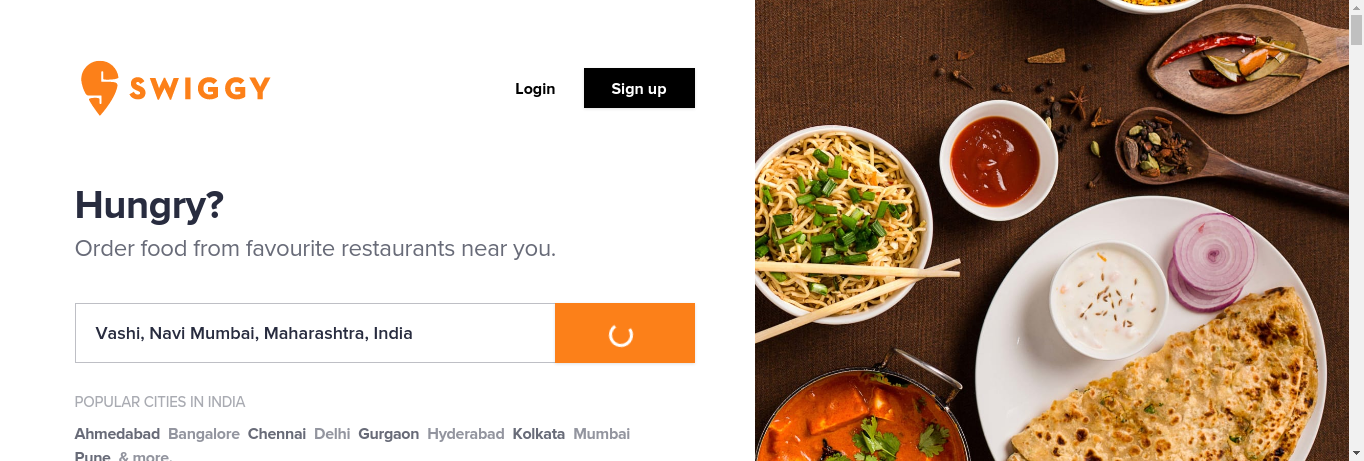 SWIGGY
Login
Sign up
Hungry?
Order food from favourite restaurants near you.
Vashi, Navi Mumbai, Maharashtra, India
POPULAR CITIES IN INDIA
Ahmedabad Bangalore Chennai Delhi Gurgaon Hyderabad Kolkata Mumbai
Pune & more.